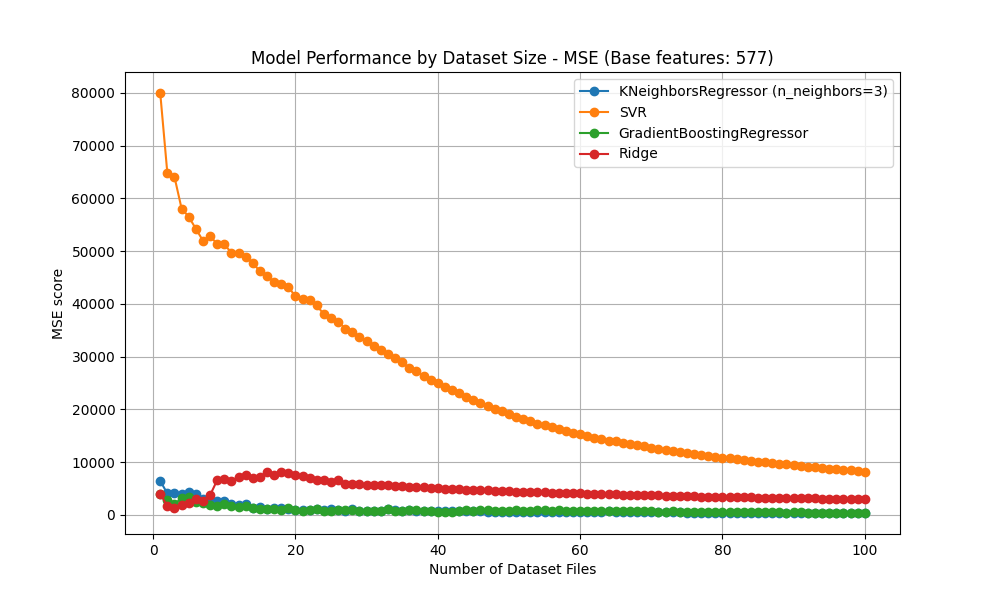 Model Performance by Dataset Size - MSE (Base features: 577)
KNeighborsRegressor (n_neighbors=3)
SVR
GradientBoostingRegressor
Ridge
MSE score
80000
70000
60000
50000
40000
30000
20000
10000
0
0 20 40 60 80 100
Number of Dataset Files